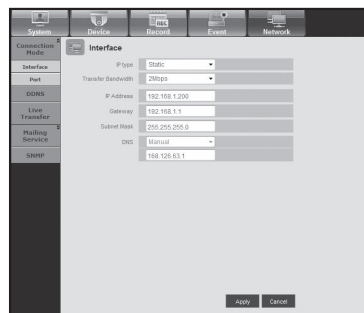 REC
System Device Record Event Network
Connection Mode
Interface
Port
DDNS
Live Transfer
Mailing Service
SNMP
Interface
IP type Static
Transfer Bandwidth 2Mbps
IP Address 192.168.1.200
Gateway 192.168.1.1
Subnet Mask 255.255.255.0
DNS Manual
168.126.63.1
Apply Cancel